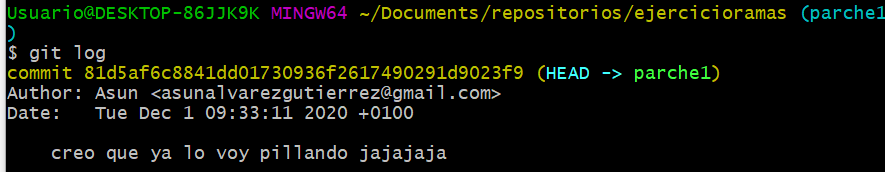 Usuario@DESKTOP-86JJK9K MINGW64 ~/Documents/repositorios/ejercicioramas (parche1
)
$ git log
commit 81d5af6c8841dd01730936f2617490291d9023f9 (HEAD -> parche1)
Author: Asun <asunalvarezgutierrez@gmail.com>
Date:   Tue Dec 1 09:33:11 2020 +0100
    creo que ya lo voy pillando jajajaja